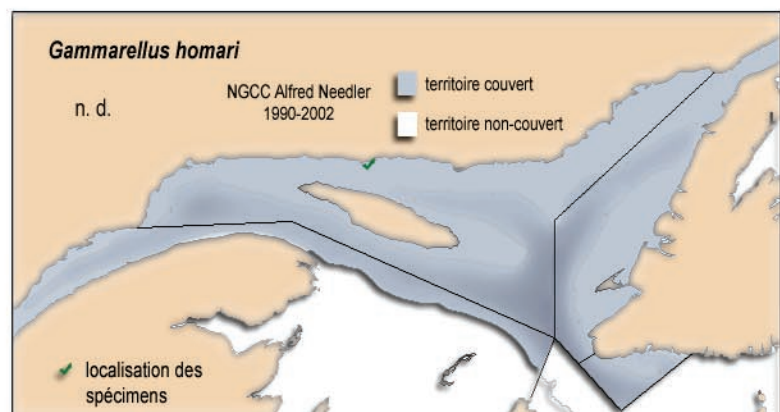 Gammarellus homari
n. d.
NGCC Alfred Needler
1990-2002
territoire couvert
territoire non-couvert
localisation des
spécimens